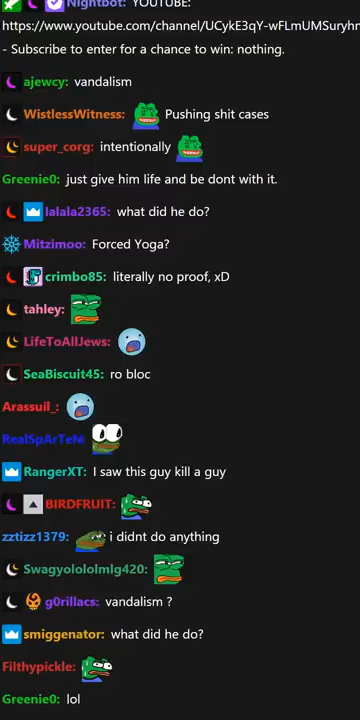 Nightbot: YOUTUBE:
https://www.youtube.com/channel/UCykE3qY-wFLmUMSuryhn
- Subscribe to enter for a chance to win: nothing.
ajewcy: vandalism
WistlessWitness: Pushing shit cases
super_corg: intentionally
Greenie0: just give him life and be dont with it.
lalala2365: what did he do?
Mitzimoo: Forced Yoga?
crimbo85: literally no proof, xD
tahley:
LifeToAllJews:
SeaBiscuit45: ro bloc
Arassuil_:
RealSpArTeN:
RangerXT: I saw this guy kill a guy
BIRDFRUIT:
zztizz1379: i didnt do anything
Swagyolololmlg420:
g0rillacs: vandalism ?
smiggenator: what did he do?
Filthypickle:
Greenie0: lol